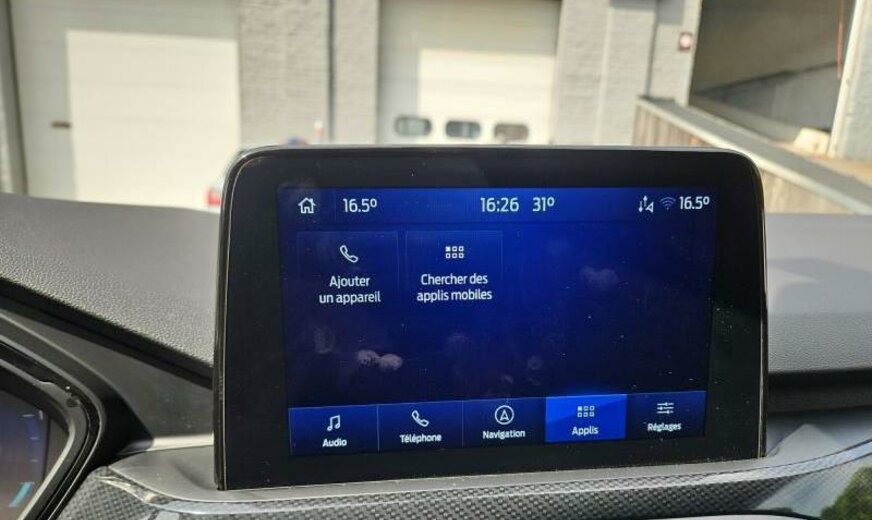 16.5° 16:26 31° 16.5°
Ajouter
un appareil
Chercher des
applis mobiles
Audio Téléphone Navigation Applis Réglages